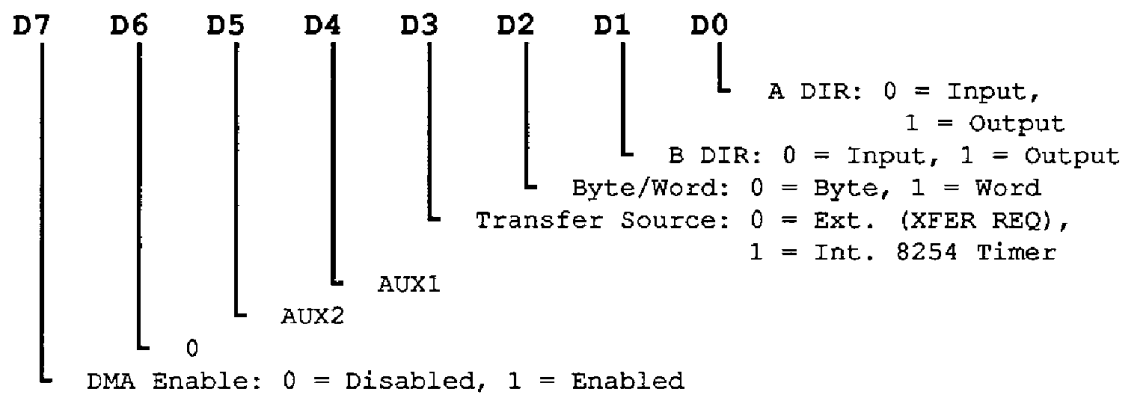 D7 D6 D5 D4 D3 D2 D1 D0
A DIR: 0 = Input,
1 = Output
B DIR: 0 = Input, 1 = Output
Byte/Word: 0 = Byte, 1 = Word
Transfer Source: 0 = Ext. (XFER REQ),
1 = Int. 8254 Timer
AUX1
AUX2
0
DMA Enable: 0 = Disabled, 1 = Enabled